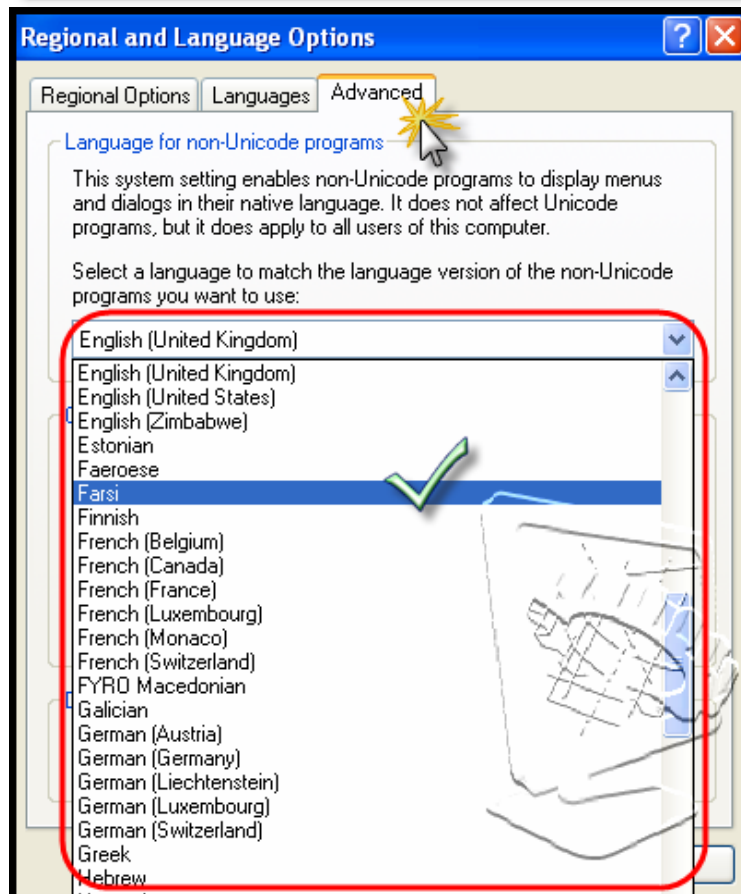 Regional and Language Options
Regional Options Languages Advanced
Language for non-Unicode programs
This system setting enables non-Unicode programs to display menus
and dialogs in their native language. It does not affect Unicode
programs, but it does apply to all users of this computer.
Select a language to match the language version of the non-Unicode
programs you want to use:
English (United Kingdom)
English (United Kingdom)
English (United States)
English (Zimbabwe)
Estonian
Faeroese
Farsi
Finnish
French (Belgium)
French (Canada)
French (France)
French (Luxembourg)
French (Monaco)
French (Switzerland)
FYRO Macedonian
Galician
German (Austria)
German (Germany)
German (Liechtenstein)
German (Luxembourg)
German (Switzerland)
Greek
Hebrew